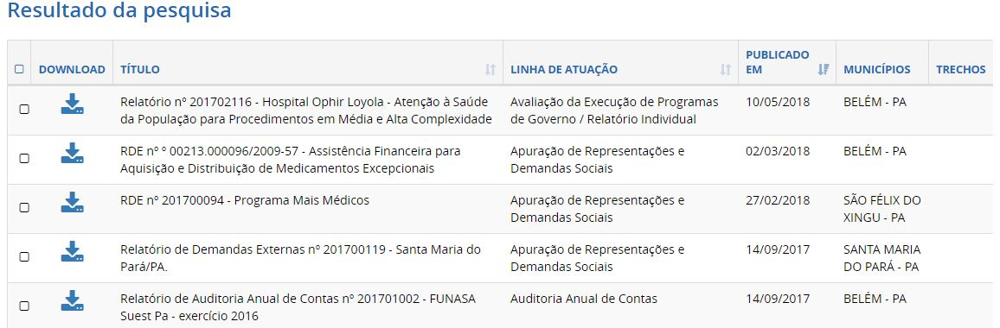 Resultado da pesquisa
DOWNLOAD TÍTULO LINHA DE ATUAÇÃO PUBLICADO EM MUNICÍPIOS TRECHOS
Relatório nº 201702116 - Hospital Ophir Loyola - Atenção à Saúde
da População para Procedimentos em Média e Alta Complexidade
Avaliação da Execução de Programas
de Governo / Relatório Individual
10/05/2018
BELÉM - PA
RDE nº º 00213.000096/2009-57 - Assistência Financeira para
Aquisição e Distribuição de Medicamentos Excepcionais
Apuração de Representações e
Demandas Sociais
02/03/2018
BELÉM - PA
RDE nº 201700094 - Programa Mais Médicos
Apuração de Representações e
Demandas Sociais
27/02/2018
SÃO FÉLIX DO
XINGU - PA
Relatório de Demandas Externas nº 201700119 - Santa Maria do
Pará/PA.
Apuração de Representações e
Demandas Sociais
14/09/2017
SANTA MARIA
DO PARÁ - PA
Relatório de Auditoria Anual de Contas nº 201701002 - FUNASA
Suest Pa - exercício 2016
Auditoria Anual de Contas
14/09/2017
BELÉM - PA